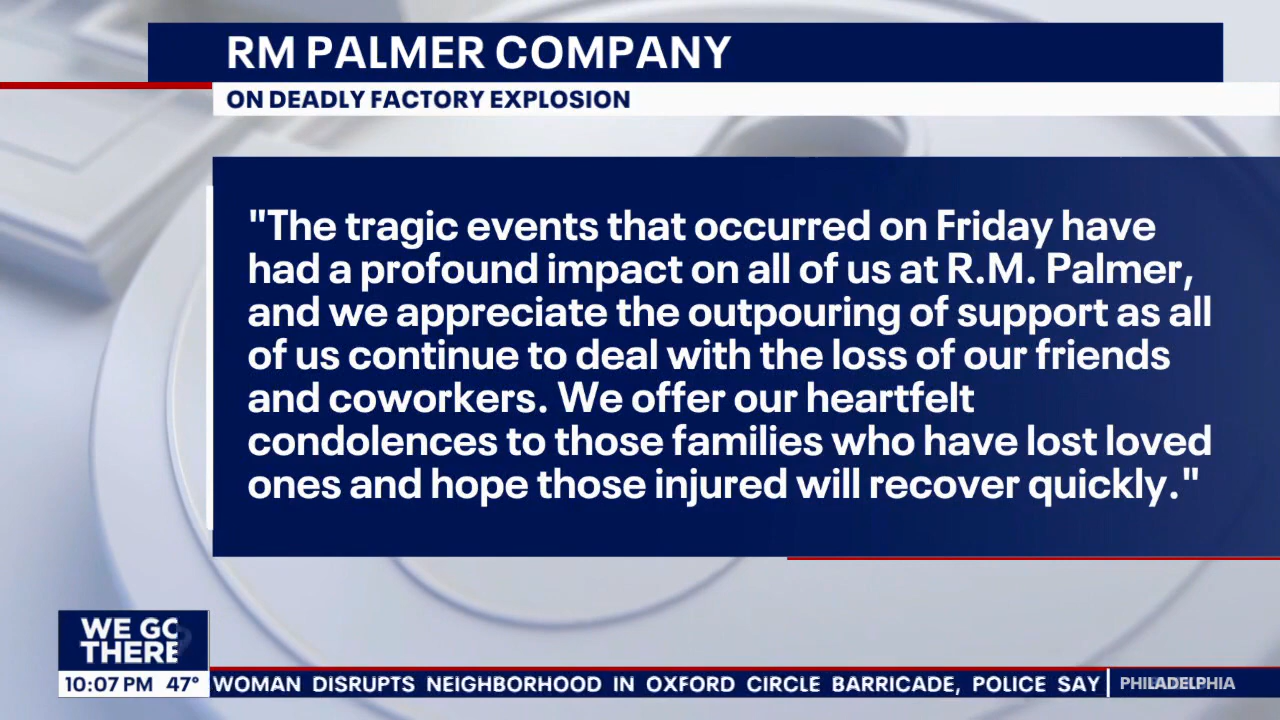 RM PALMER COMPANY
ON DEADLY FACTORY EXPLOSION
"The tragic events that occurred on Friday have
had a profound impact on all of us at R.M. Palmer,
and we appreciate the outpouring of support as all
of us continue to deal with the loss of our friends
and coworkers. We offer our heartfelt
condolences to those families who have lost loved
ones and hope those injured will recover quickly."
WE GO
THERE
10:07 PM 47°
WOMAN DISRUPTS NEIGHBORHOOD IN OXFORD CIRCLE BARRICADE, POLICE SAY
PHILADELPHIA